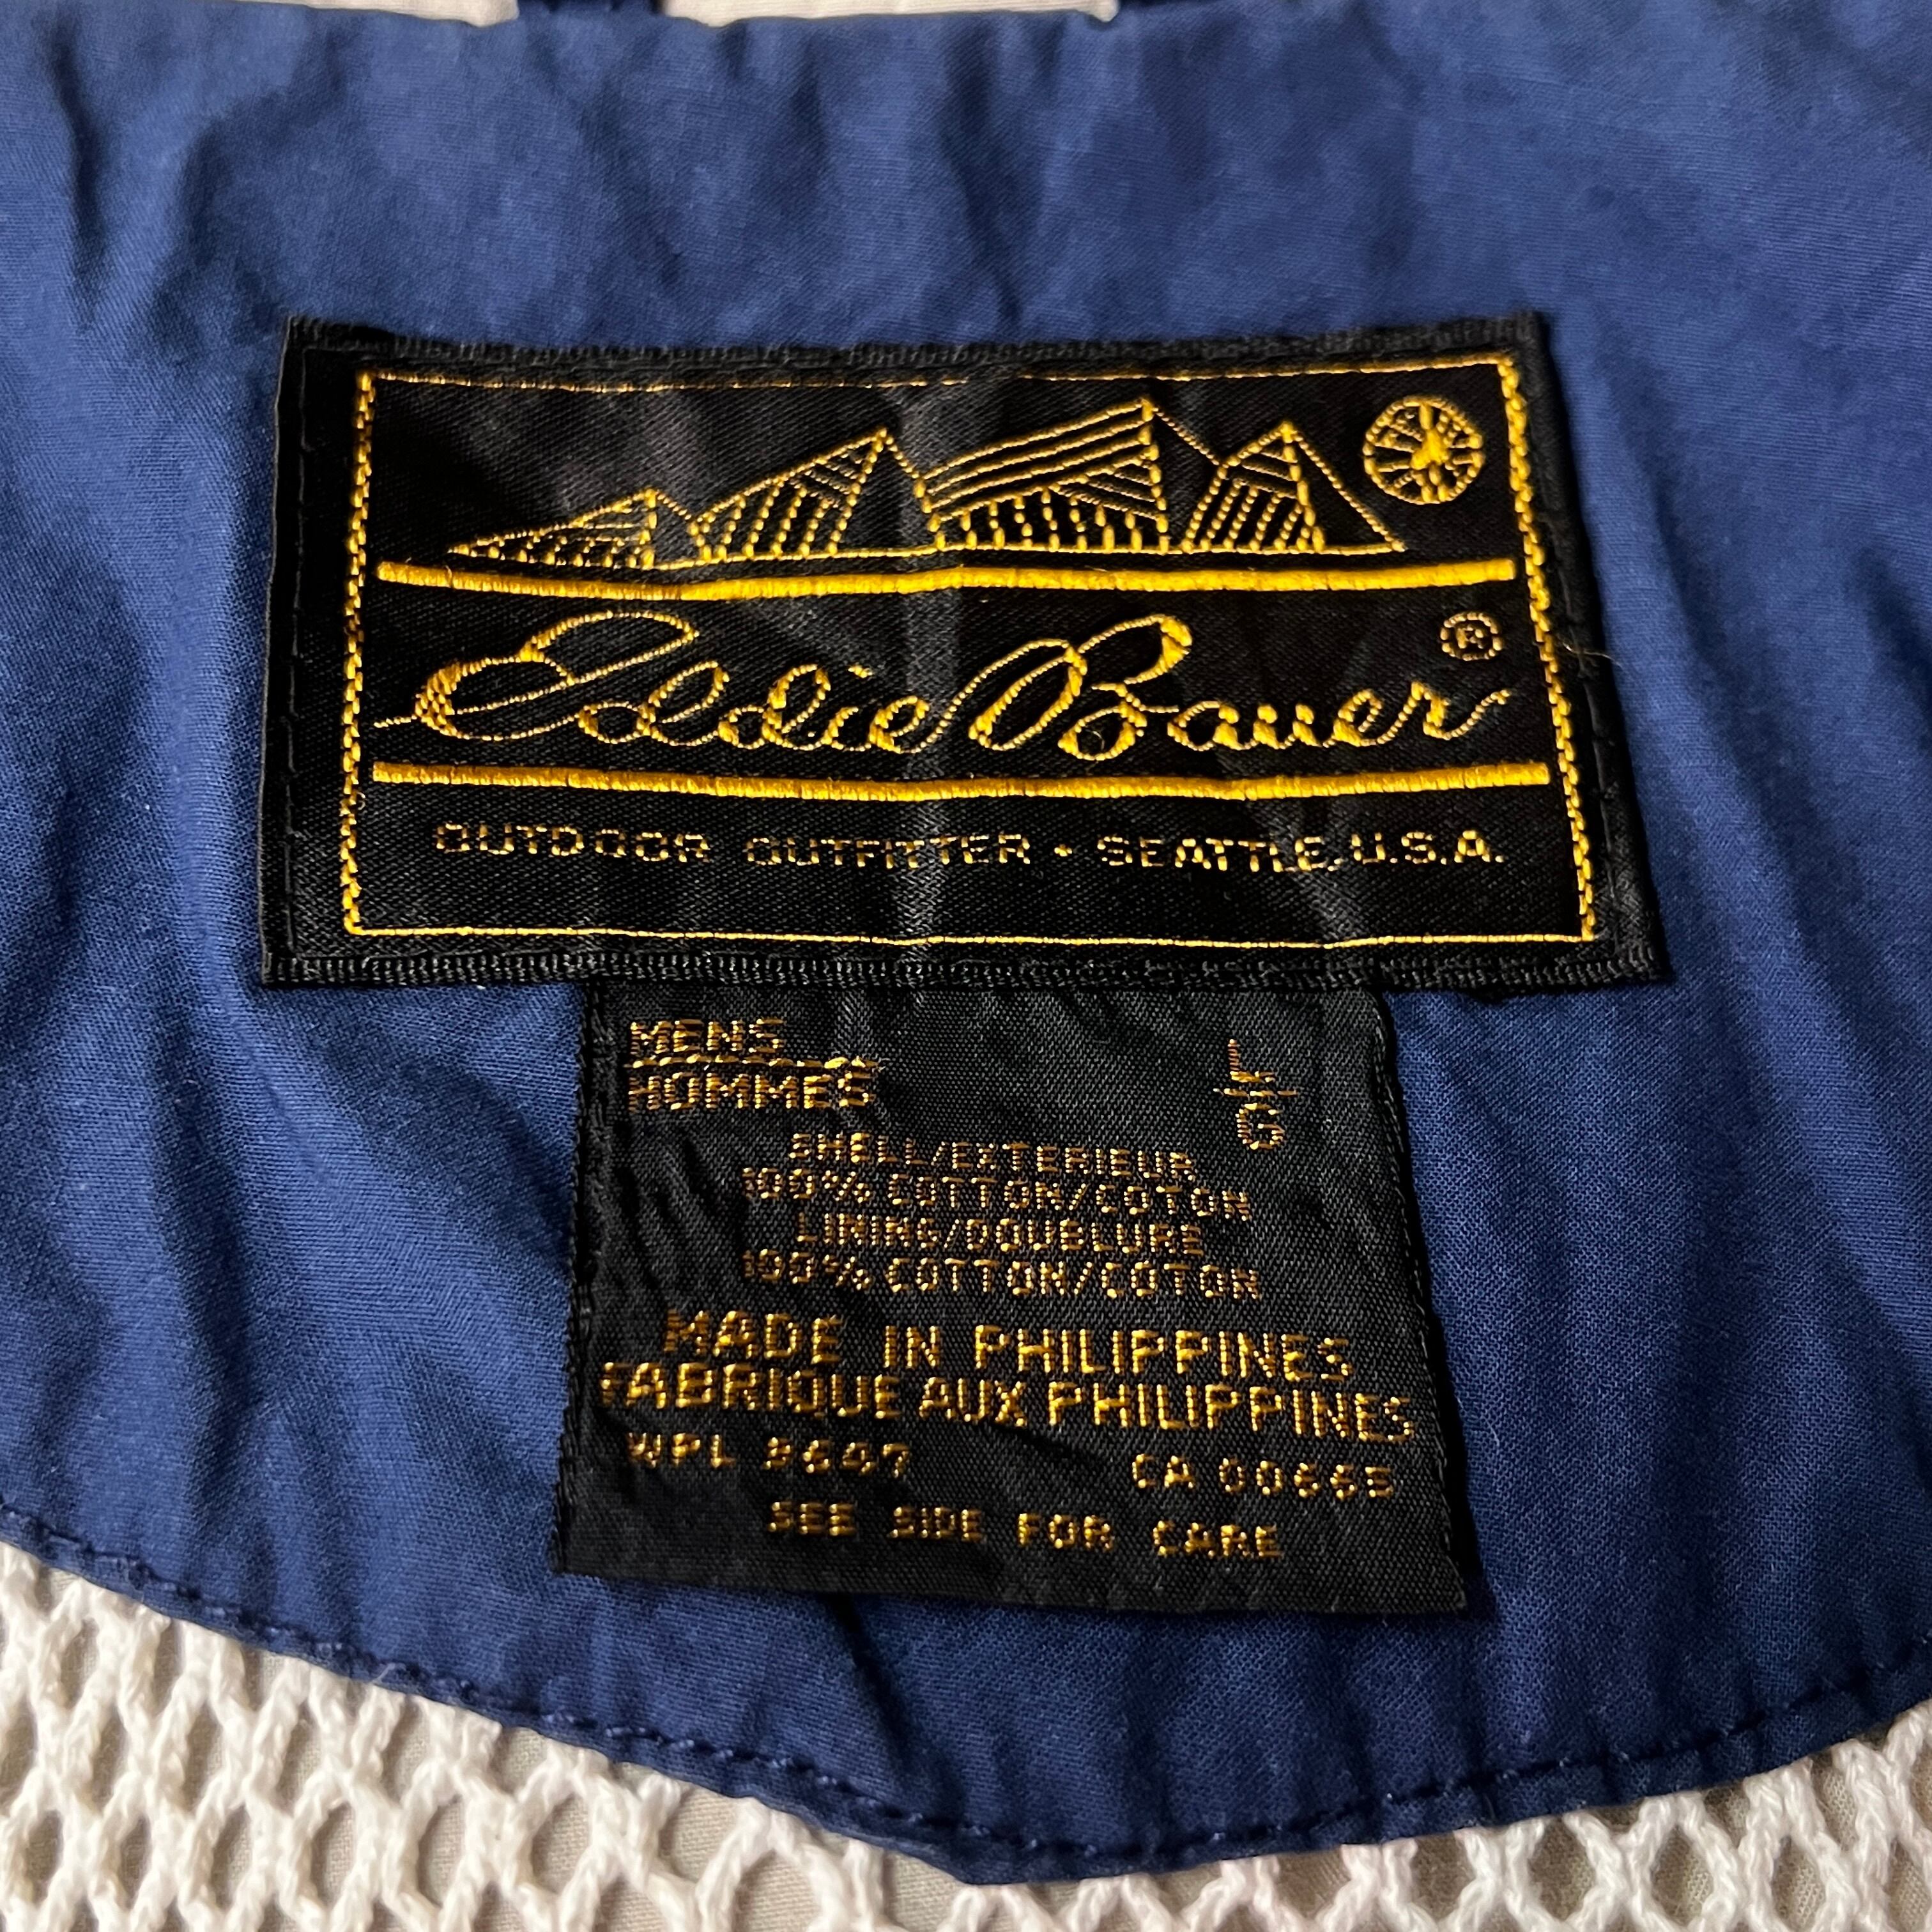 Eddie Bauer ®
OUTDOOR OUTFITTER • SEATTLE, U.S.A.
MENS
HOMMES
L
G
SHELL/EXTERIEUR
100% COTTON/COTON
LINING/DOUBLURE
100% COTTON/COTON
MADE IN PHILIPPINES
FABRIQUE AUX PHILIPPINES
WPL 9647 CA 00665
SEE SIDE FOR CARE